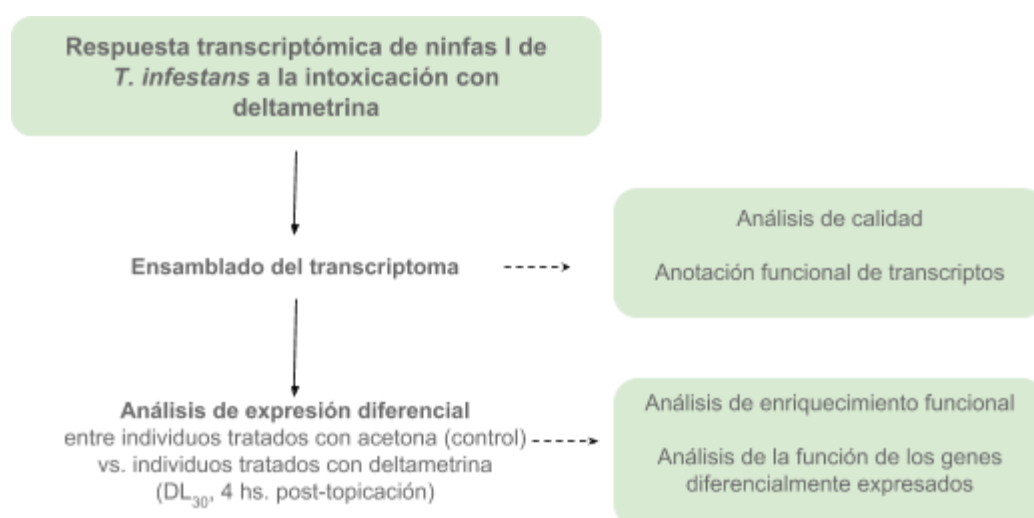 Respuesta transcriptómica de ninfas I de
T. infestans a la intoxicación con
deltametrina
Ensamblado del transcriptoma
Análisis de calidad
Anotación funcional de transcriptos
Análisis de expresión diferencial
entre individuos tratados con acetona (control)
vs. individuos tratados con deltametrina
(DL30, 4 hs. post-topicación)
Análisis de enriquecimiento funcional
Análisis de la función de los genes
diferencialmente expresados